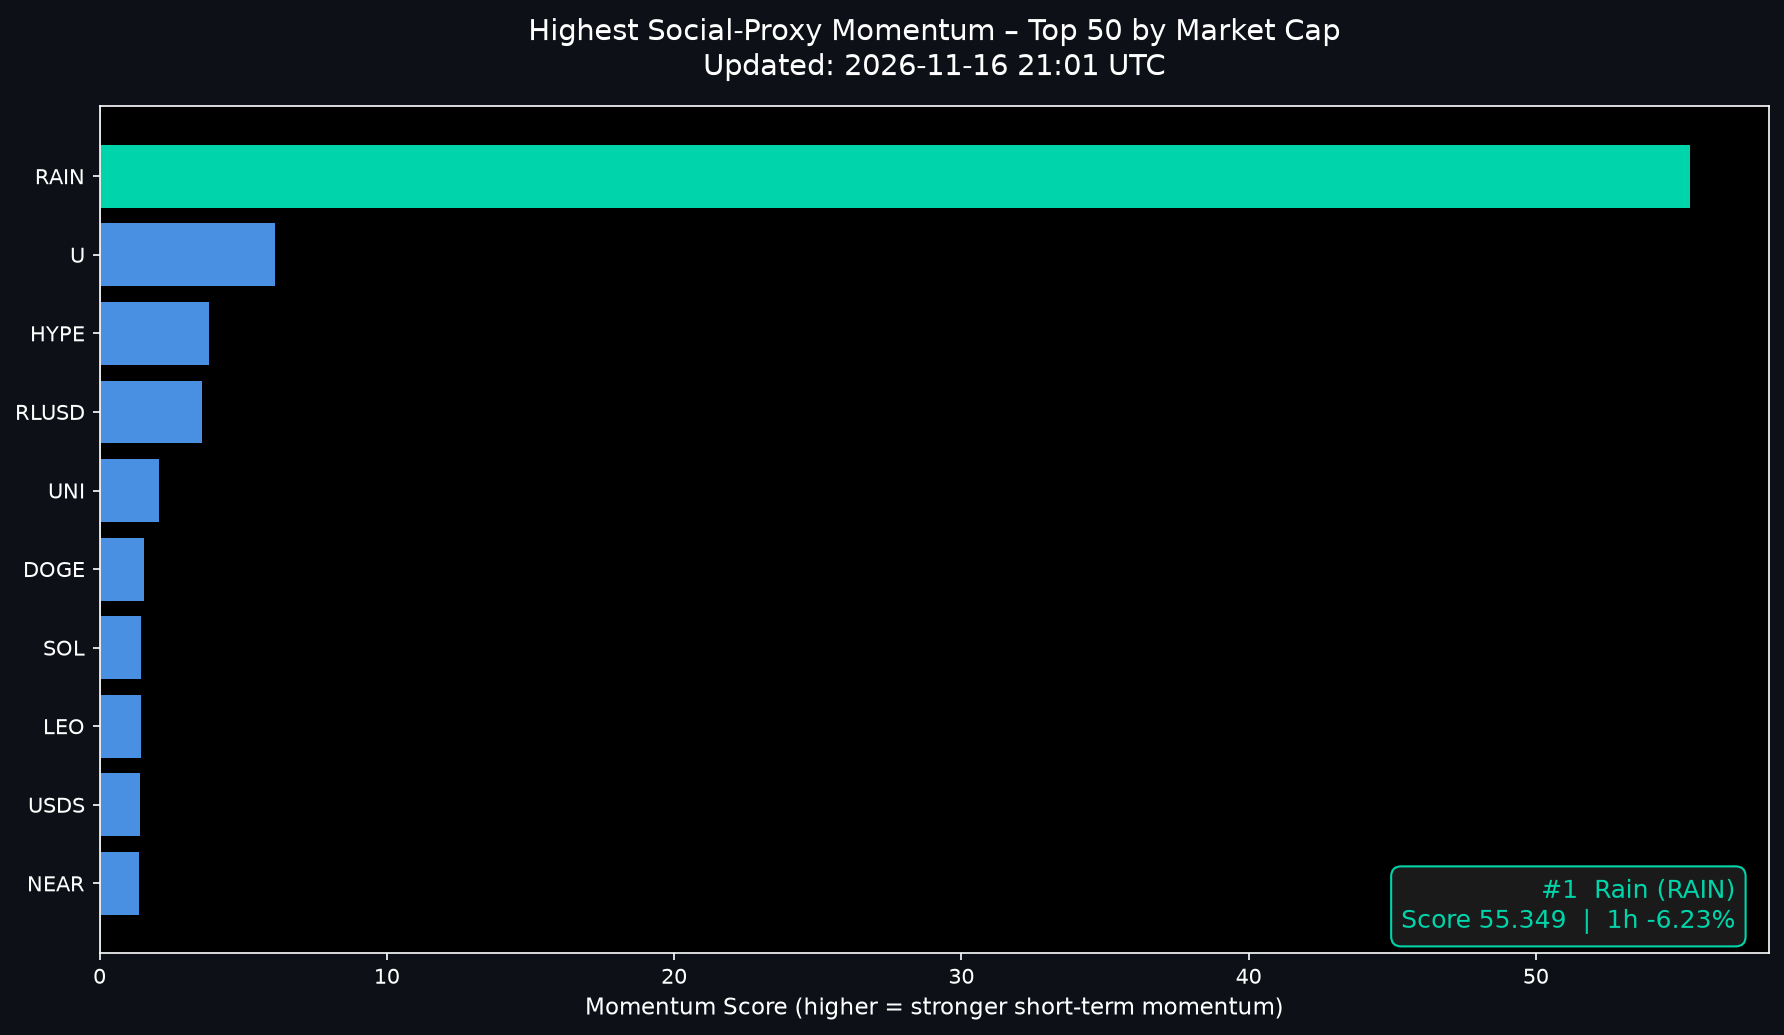 Highest Social-Proxy Momentum – Top 50 by Market Cap
Updated: 2026-11-16 21:01 UTC
RAIN
U
HYPE
RLUSD
UNI
DOGE
SOL
LEO
USDS
NEAR
#1  Rain (RAIN)
Score 55.349  |  1h -6.23%
0 10 20 30 40 50
Momentum Score (higher = stronger short-term momentum)